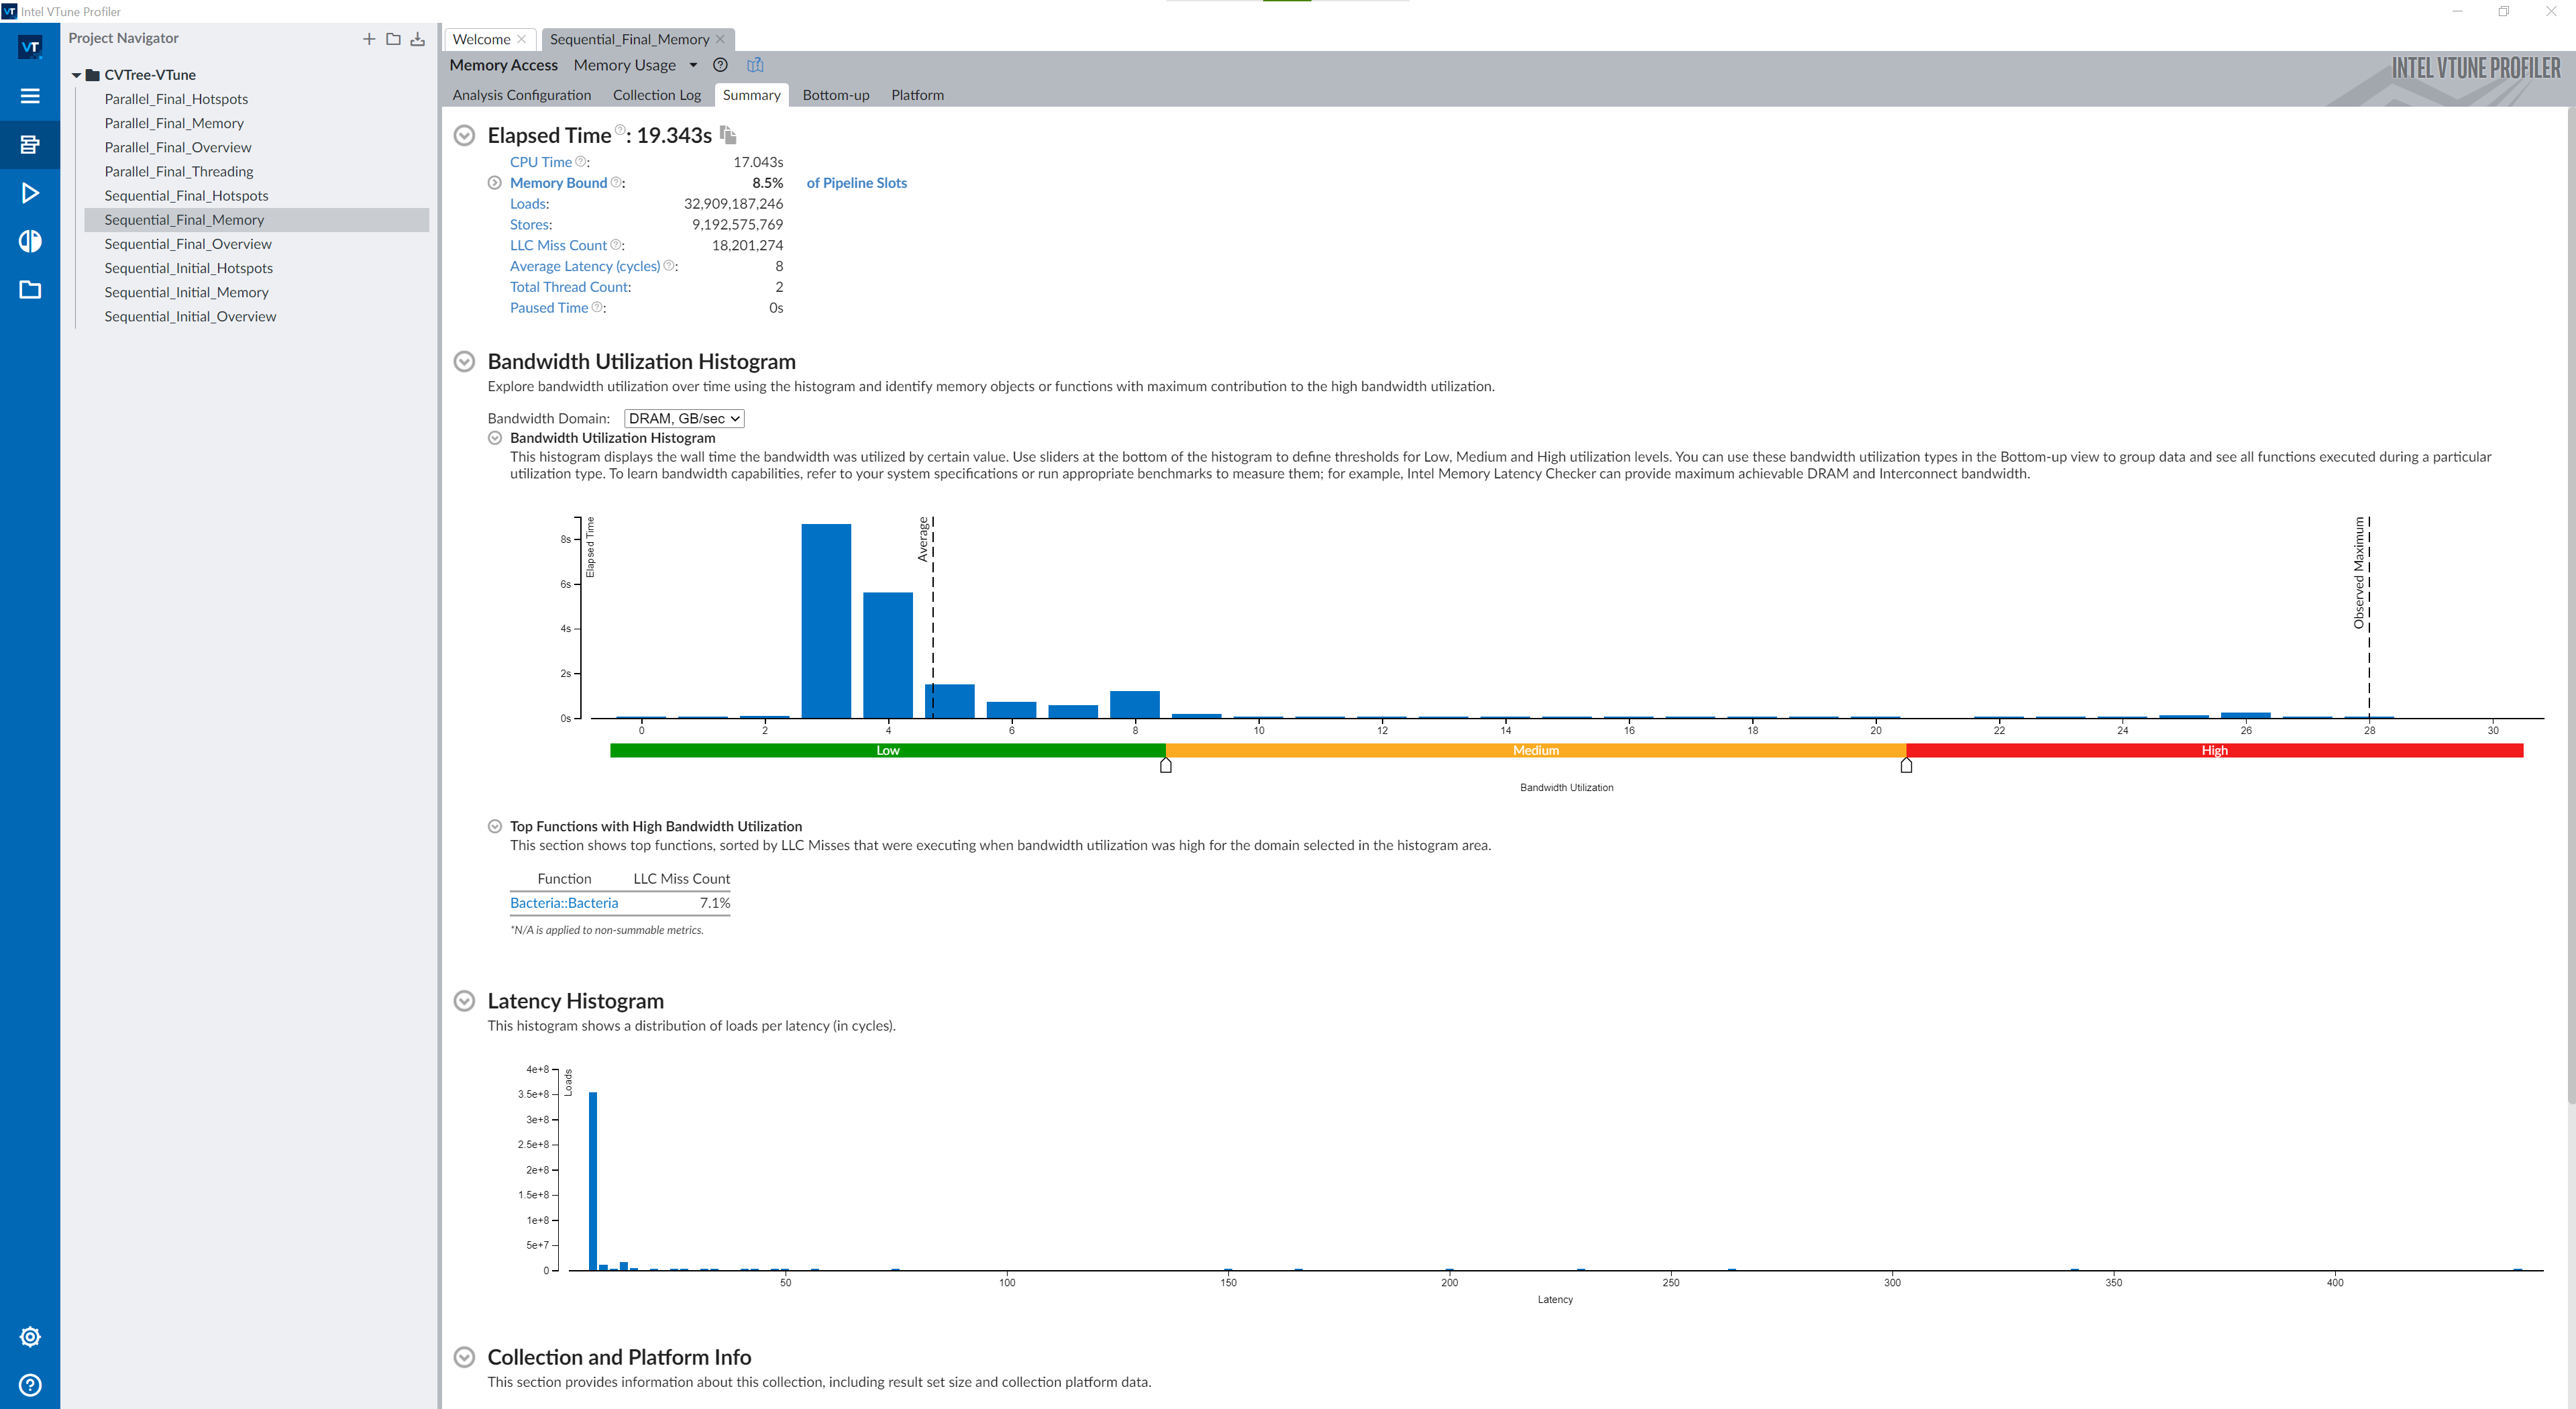 Intel VTune Profiler
VT
Project Navigator
CVTree-VTune
Parallel_Final_Hotspots
Parallel_Final_Memory
Parallel_Final_Overview
Parallel_Final_Threading
Sequential_Final_Hotspots
Sequential_Final_Memory
Sequential_Final_Overview
Sequential_Initial_Hotspots
Sequential_Initial_Memory
Sequential_Initial_Overview
Welcome Sequential_Final_Memory
Memory Access Memory Usage
INTEL VTUNE PROFILER
Analysis Configuration Collection Log Summary Bottom-up Platform
Elapsed Time: 19.343s
CPU Time: 17.043s
Memory Bound: 8.5% of Pipeline Slots
Loads: 32,909,187,246
Stores: 9,192,575,769
LLC Miss Count: 18,201,274
Average Latency (cycles): 8
Total Thread Count: 2
Paused Time: 0s
Bandwidth Utilization Histogram
Explore bandwidth utilization over time using the histogram and identify memory objects or functions with maximum contribution to the high bandwidth utilization.
Bandwidth Domain: DRAM, GB/sec
Bandwidth Utilization Histogram
This histogram displays the wall time the bandwidth was utilized by certain value. Use sliders at the bottom of the histogram to define thresholds for Low, Medium and High utilization levels. You can use these bandwidth utilization types in the Bottom-up view to group data and see all functions executed during a particular
utilization type. To learn bandwidth capabilities, refer to your system specifications or run appropriate benchmarks to measure them; for example, Intel Memory Latency Checker can provide maximum achievable DRAM and Interconnect bandwidth.
Elapsed Time
Average
Observed Maximum
8s
6s
4s
2s
0s
0 2 4 6 8 10 12 14 16 18 20 22 24 26 28 30
Low Medium High
Bandwidth Utilization
Top Functions with High Bandwidth Utilization
This section shows top functions, sorted by LLC Misses that were executing when bandwidth utilization was high for the domain selected in the histogram area.
Function LLC Miss Count
Bacteria::Bacteria 7.1%
*N/A is applied to non-summable metrics.
Latency Histogram
This histogram shows a distribution of loads per latency (in cycles).
Loads
4e+8
3.5e+8
3e+8
2.5e+8
2e+8
1.5e+8
1e+8
5e+7
0
50 100 150 200 250 300 350 400
Latency
Collection and Platform Info
This section provides information about this collection, including result set size and collection platform data.